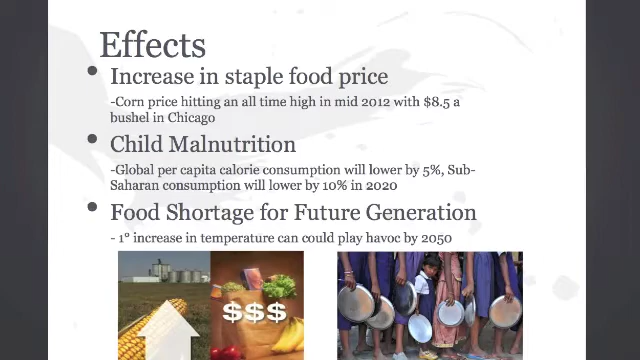 Effects
• Increase in staple food price
-Corn price hitting an all time high in mid 2012 with $8.5 a
bushel in Chicago
• Child Malnutrition
-Global per capita calorie consumption will lower by 5%, Sub-
Saharan consumption will lower by 10% in 2020
• Food Shortage for Future Generation
- 1° increase in temperature can could play havoc by 2050
$$$